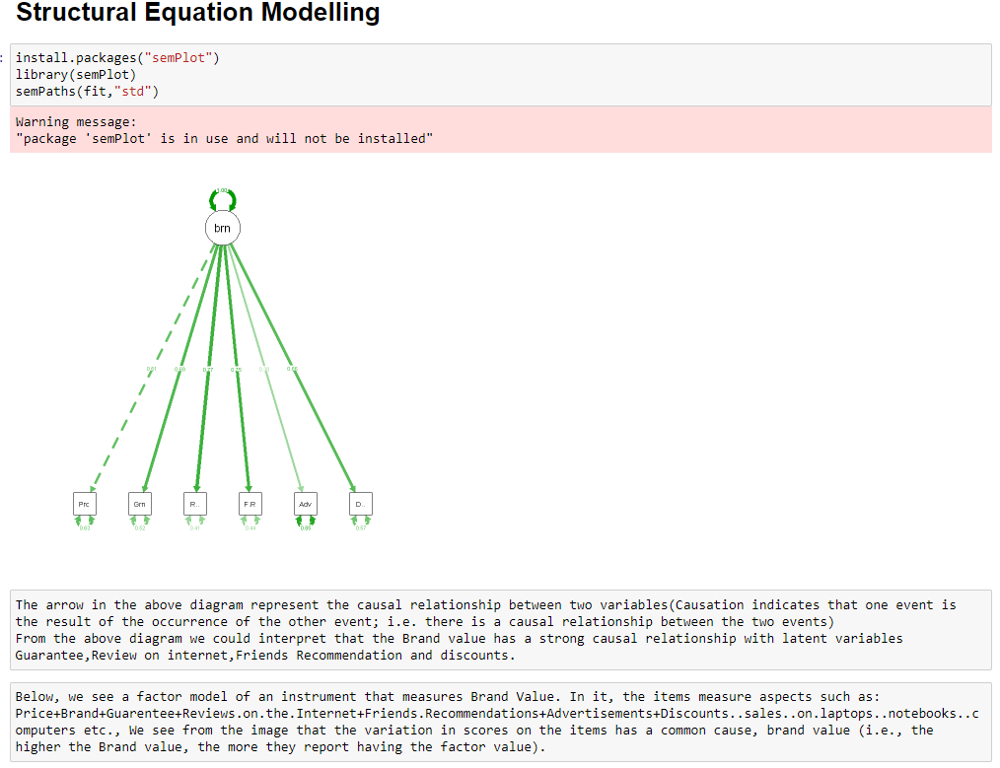 Structural Equation Modelling
:
install.packages("semPlot")
library(semPlot)
semPaths(fit,"std")
Warning message:
"package 'semPlot' is in use and will not be installed"
1.00
brn
0.77
0.75
Prc
Grn
R..
F.R
Adv
D..
0.63
0.52
0.41
0.44
0.86
0.57
The arrow in the above diagram represent the causal relationship between two variables(Causation indicates that one event is
the result of the occurrence of the other event; i.e. there is a causal relationship between the two events)
From the above diagram we could interpret that the Brand value has a strong causal relationship with latent variables
Guarantee,Review on internet,Friends Recommendation and discounts.
Below, we see a factor model of an instrument that measures Brand Value. In it, the items measure aspects such as:
Price+Brand+Guarentee+Reviews.on.the.Internet+Friends.Recommendations+Advertisements+Discounts..sales..on.laptops..notebooks..c
omputers etc., We see from the image that the variation in scores on the items has a common cause, brand value (i.e., the
higher the Brand value, the more they report having the factor value).